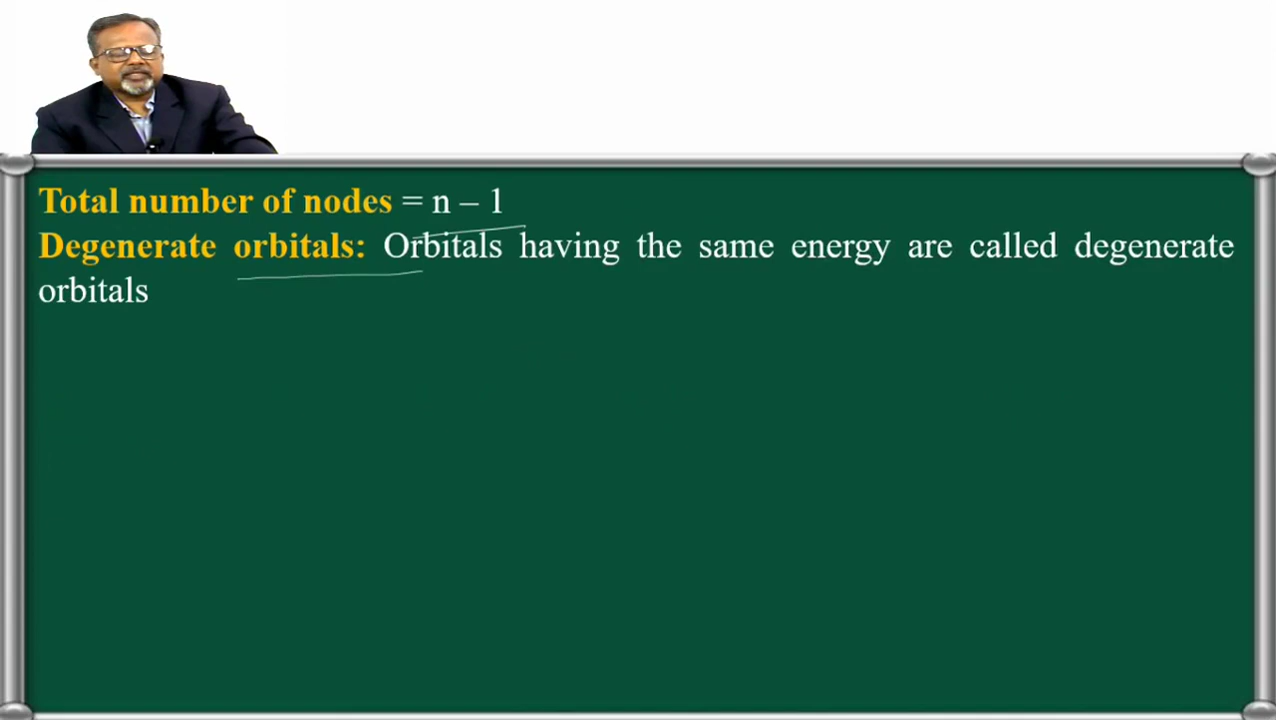 Total number of nodes = n – 1
Degenerate orbitals: Orbitals having the same energy are called degenerate
orbitals